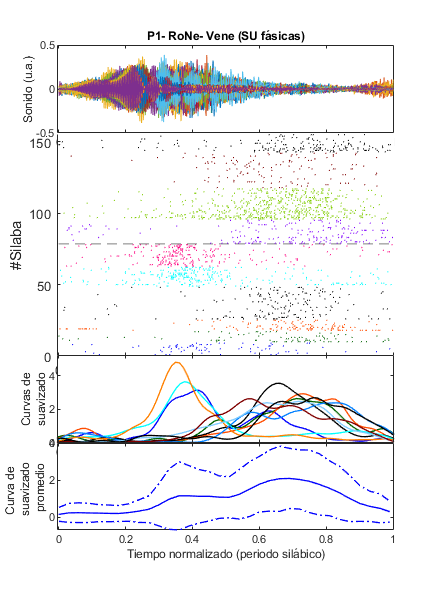 P1- RoNe- Vene (SU fásicas)
0.5
0
-0.5
Sonido (u.a.)
150
100
50
0
#Silaba
4
2
0
Curvas de
suavizado
2
0
Curva de
suavizado
promedio
0 0.2 0.4 0.6 0.8 1
Tiempo normalizado (periodo silábico)